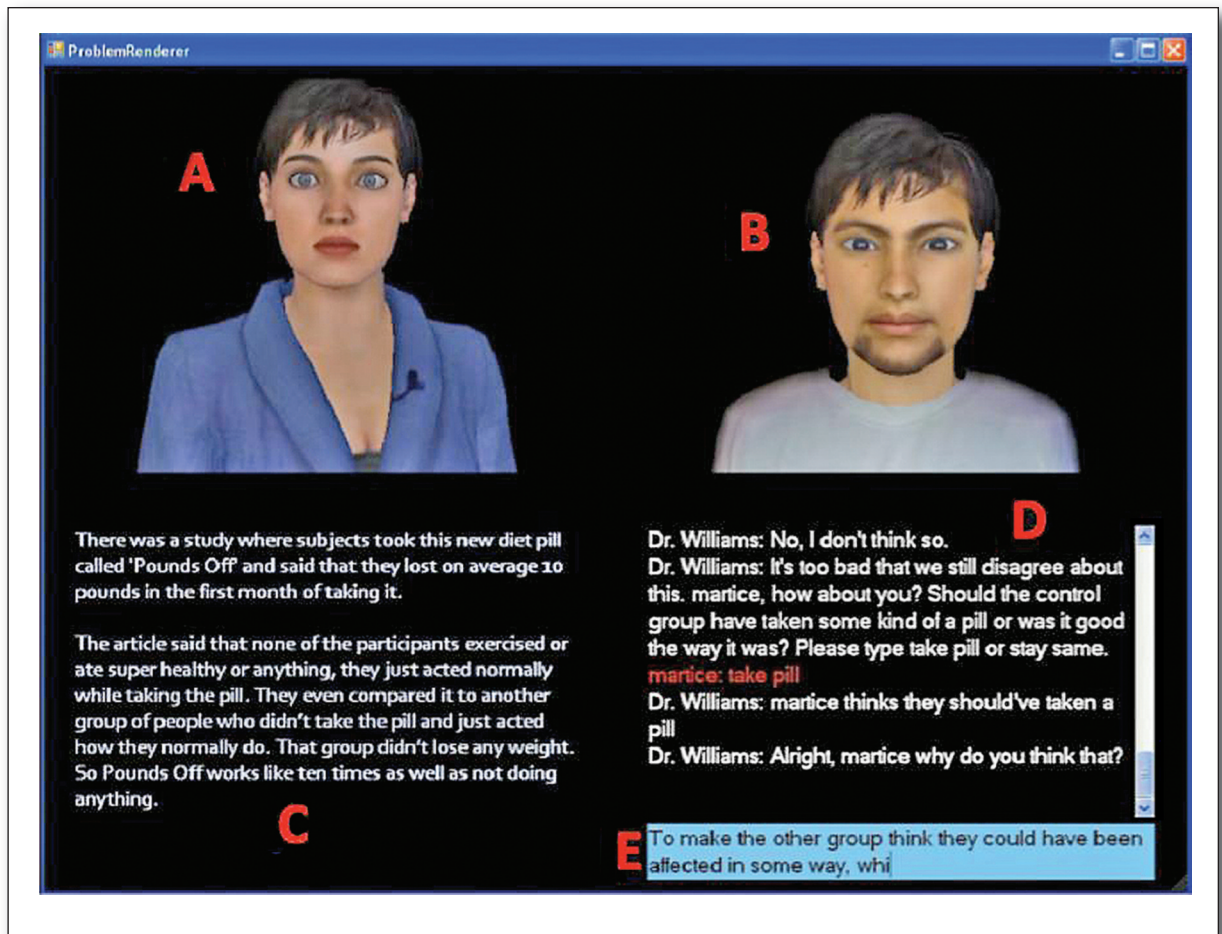 ProblemRenderer
A
B
There was a study where subjects took this new diet pill
called 'Pounds Off' and said that they lost on average 10
pounds in the first month of taking it.
The article said that none of the participants exercised or
ate super healthy or anything, they just acted normally
while taking the pill. They even compared it to another
group of people who didn't take the pill and just acted
how they normally do. That group didn't lose any weight.
So Pounds Off works like ten times as well as not doing
anything.
C
D
Dr. Williams: No, I don't think so.
Dr. Williams: It's too bad that we still disagree about
this. martice, how about you? Should the control
group have taken some kind of a pill or was it good
the way it was? Please type take pill or stay same.
martice: take pill
Dr. Williams: martice thinks they should've taken a
pill
Dr. Williams: Alright, martice why do you think that?
E
To make the other group think they could have been
affected in some way, whi